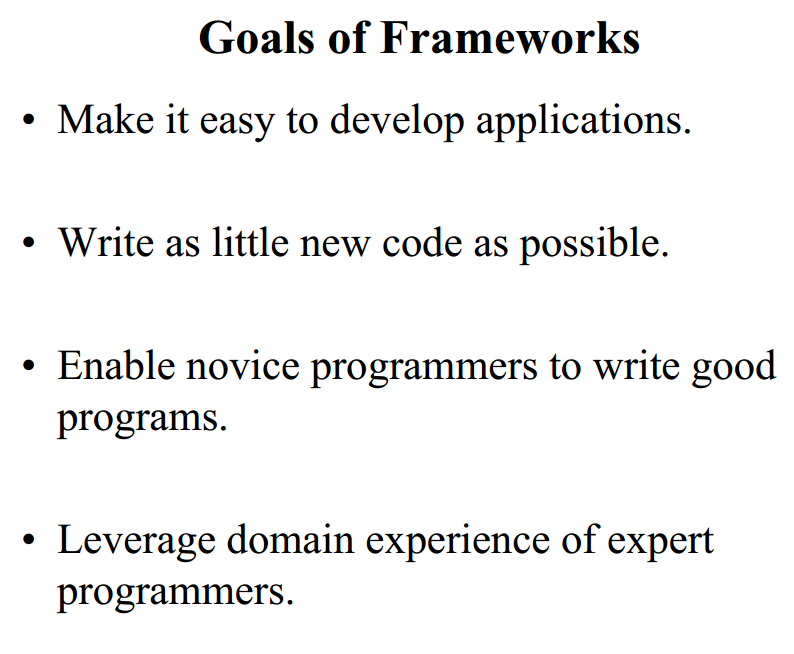 Goals of Frameworks
• Make it easy to develop applications.
• Write as little new code as possible.
• Enable novice programmers to write good
programs.
• Leverage domain experience of expert
programmers.